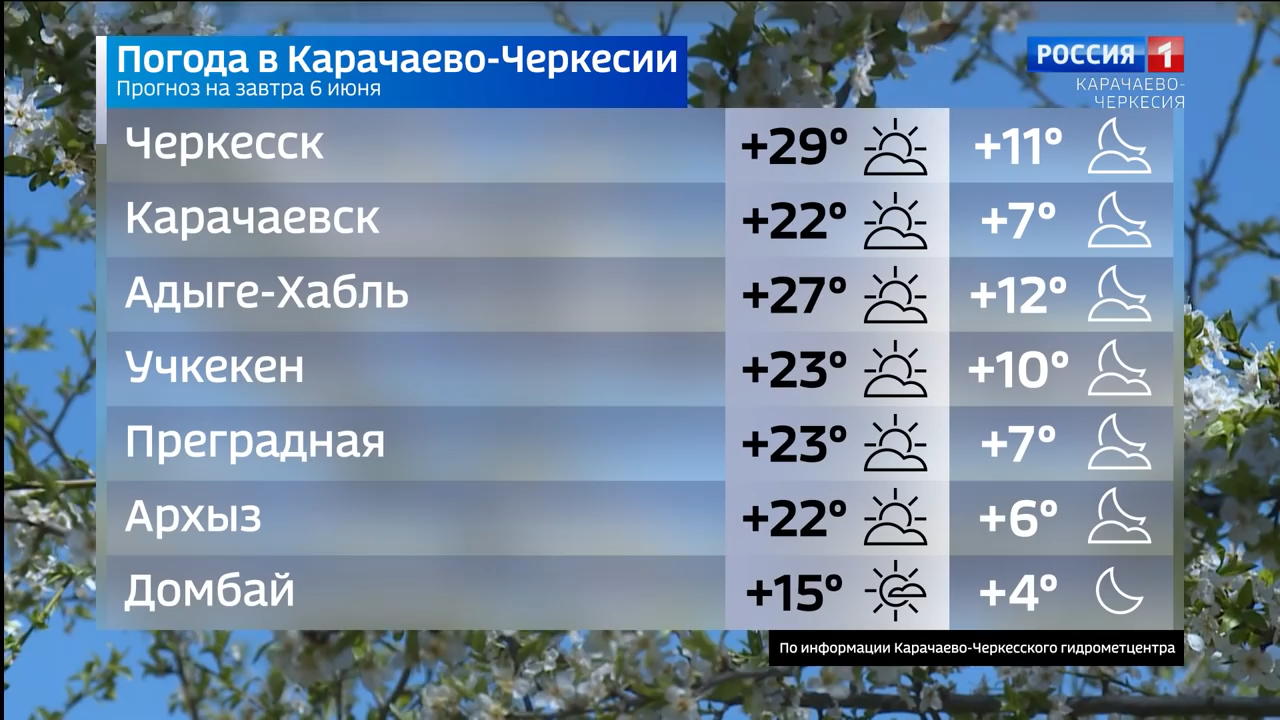 Погода в Карачаево-Черкесии
Прогноз на завтра 6 июня
РОССИЯ 1
КАРАЧАЕВО-
ЧЕРКЕСИЯ
Черкесск +29° +11°
Карачаевск +22° +7°
Адыге-Хабль +27° +12°
Учкекен +23° +10°
Преградная +23° +7°
Архыз +22° +6°
Домбай +15° +4°
По информации Карачаево-Черкесского гидрометцентра